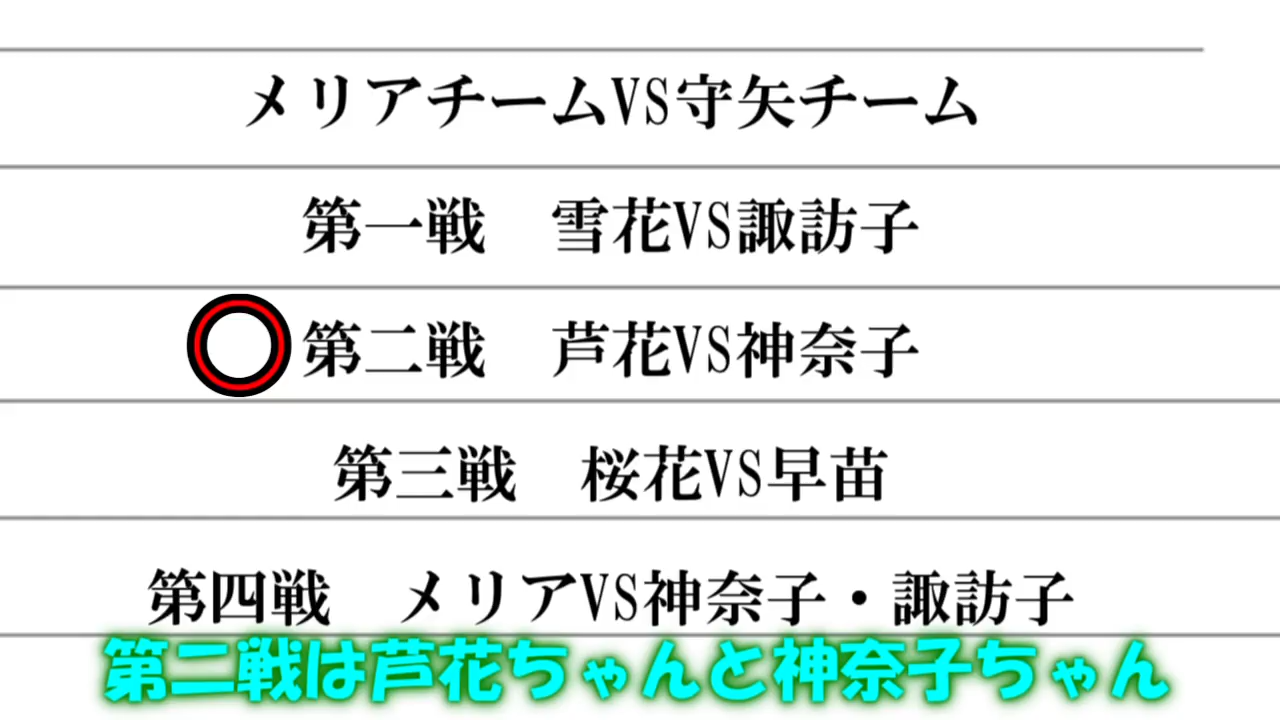 メリアチームVS守矢チーム
第一戦　雪花VS諏訪子
第二戦　芦花VS神奈子
第三戦　桜花VS早苗
第四戦　メリアVS神奈子・諏訪子
第二戦は芦花ちゃんと神奈子ちゃん